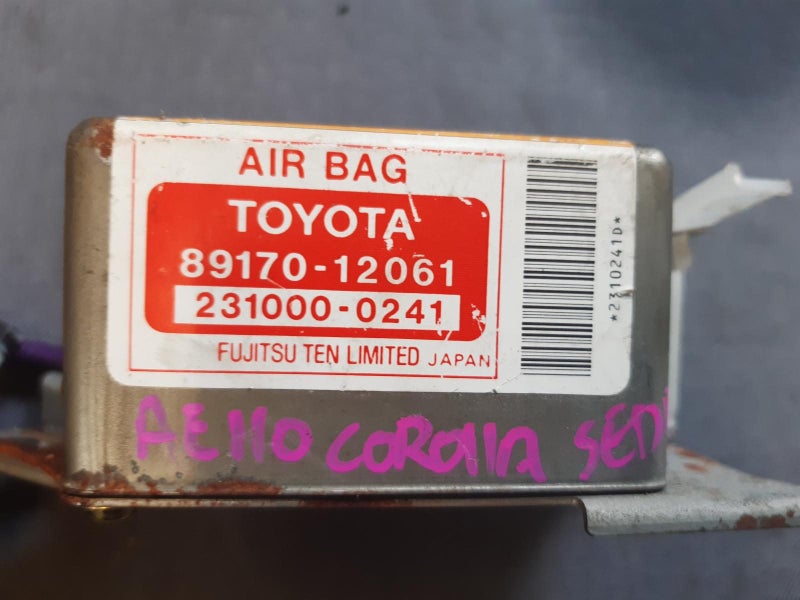 AIR BAG
TOYOTA
89170-12061
231000-0241
FUJITSU TEN LIMITED JAPAN
*2310241D*
AE110 COROllA